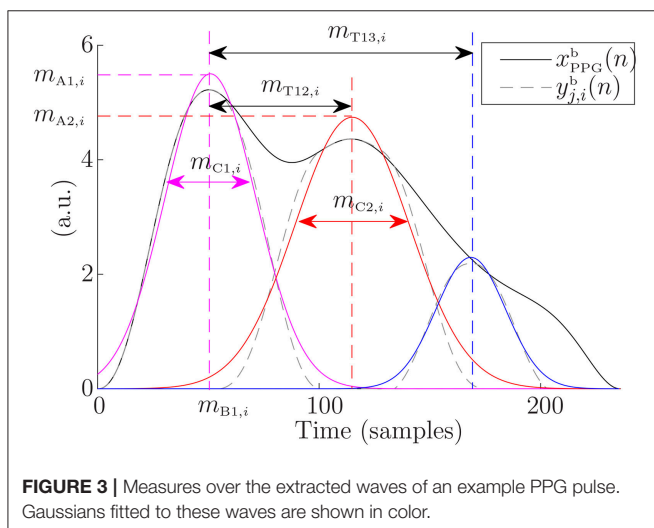 6
4
2
0
(a.u.)
m_{A1,i}
m_{A2,i}
m_{T13,i}
m_{T12,i}
m_{C1,i}
m_{C2,i}
x^{b}_{PPG}(n)
y^{b}_{j,i}(n)
0
m_{B1,i}
100
200
Time (samples)
FIGURE 3 | Measures over the extracted waves of an example PPG pulse.
Gaussians fitted to these waves are shown in color.